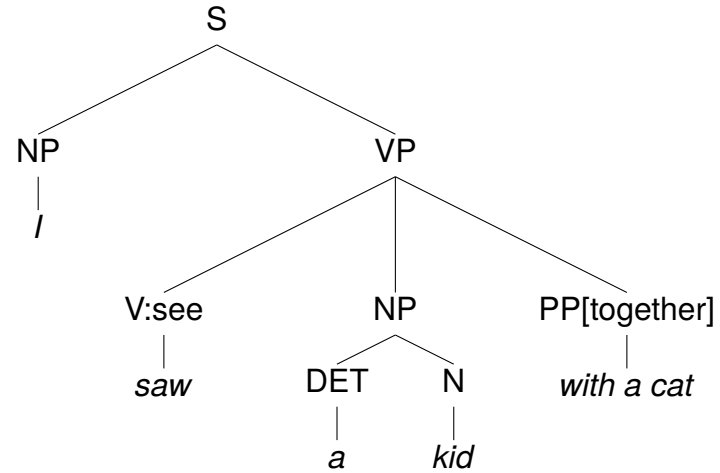 S
NP VP
I
V:see NP PP[together]
saw DET N with a cat
a kid